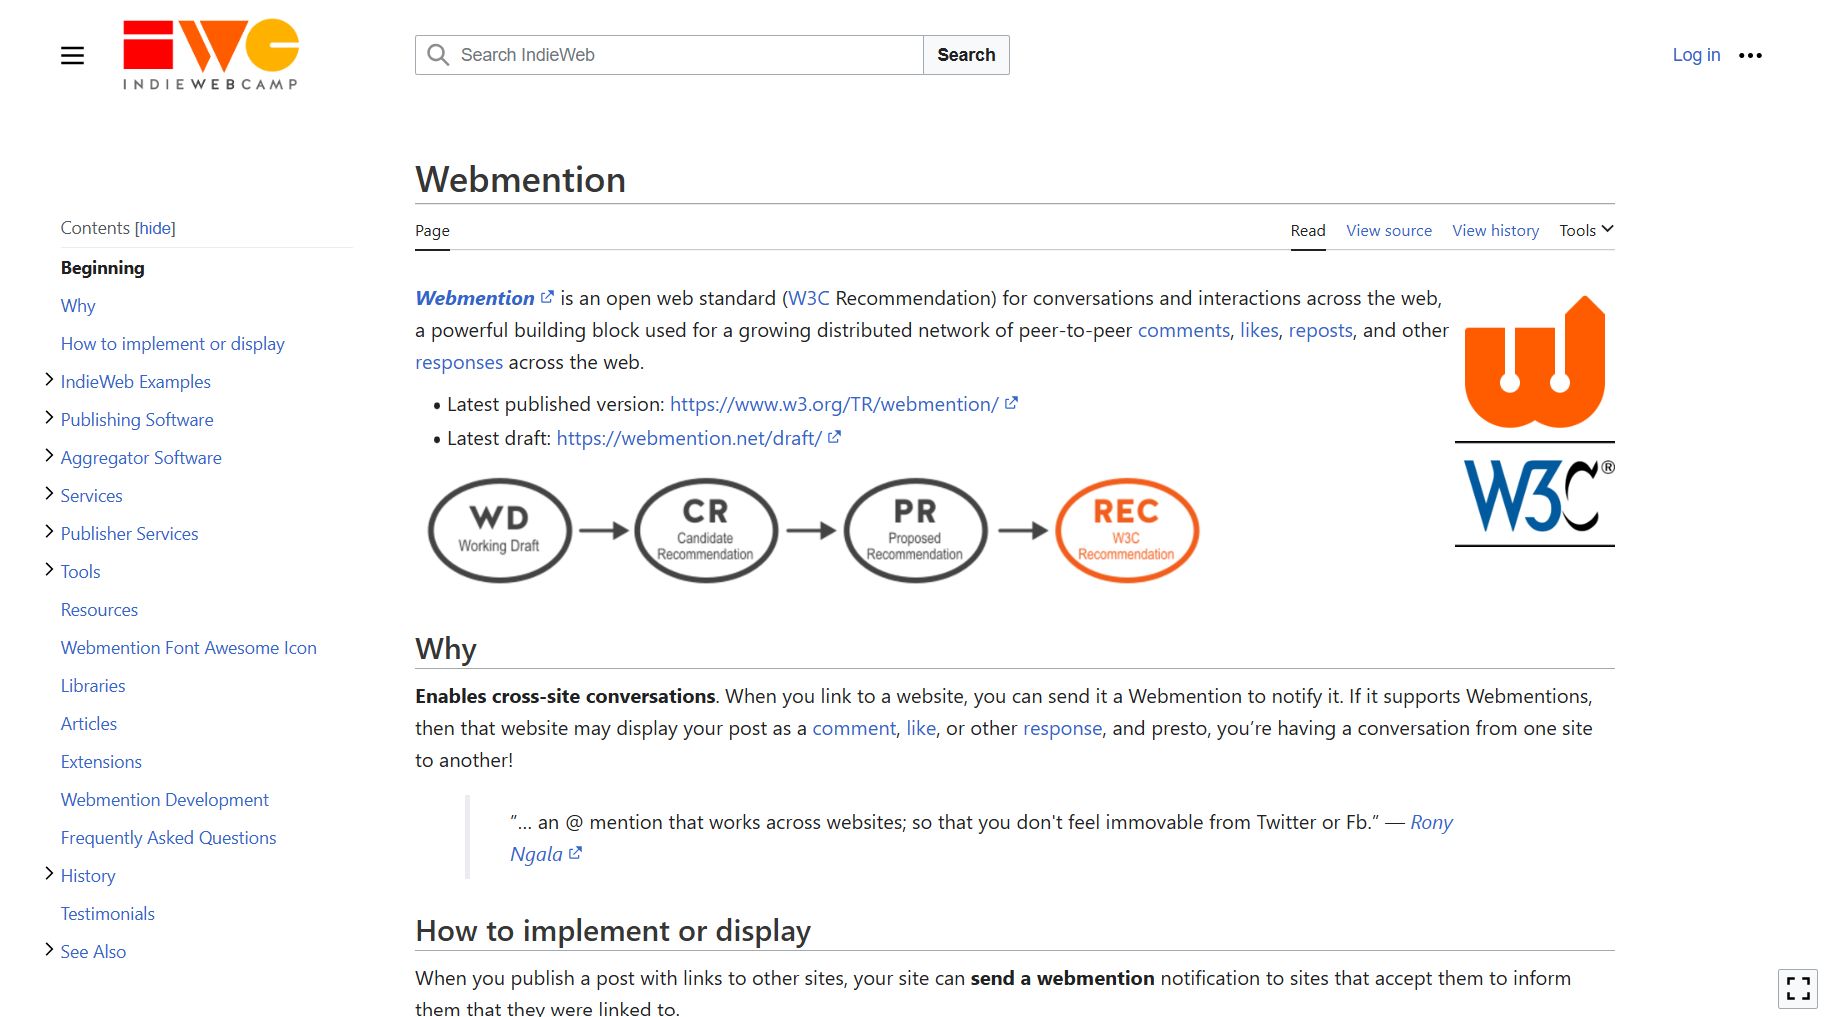 INDIEWEBCAMP
Search IndieWeb
Search
Log in
Webmention
Contents [hide]
Beginning
Why
How to implement or display
IndieWeb Examples
Publishing Software
Aggregator Software
Services
Publisher Services
Tools
Resources
Webmention Font Awesome Icon
Libraries
Articles
Extensions
Webmention Development
Frequently Asked Questions
History
Testimonials
See Also
Page
Read View source View history Tools
Webmention is an open web standard (W3C Recommendation) for conversations and interactions across the web,
a powerful building block used for a growing distributed network of peer-to-peer comments, likes, reposts, and other
responses across the web.
• Latest published version: https://www.w3.org/TR/webmention/
• Latest draft: https://webmention.net/draft/
WD
Working Draft
CR
Candidate
Recommendation
PR
Proposed
Recommendation
REC
W3C
Recommendation
W3C®
Why
Enables cross-site conversations. When you link to a website, you can send it a Webmention to notify it. If it supports Webmentions,
then that website may display your post as a comment, like, or other response, and presto, you’re having a conversation from one site
to another!
“... an @ mention that works across websites; so that you don't feel immovable from Twitter or Fb.” — Rony
Ngala
How to implement or display
When you publish a post with links to other sites, your site can send a webmention notification to sites that accept them to inform
them that they were linked to.